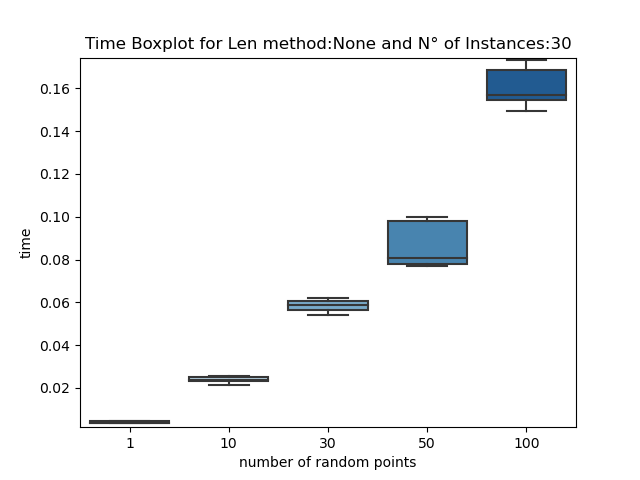 Time Boxplot for Len method:None and N° of Instances:30
0.16
0.14
0.12
0.10
0.08
0.06
0.04
0.02
time
1 10 30 50 100
number of random points